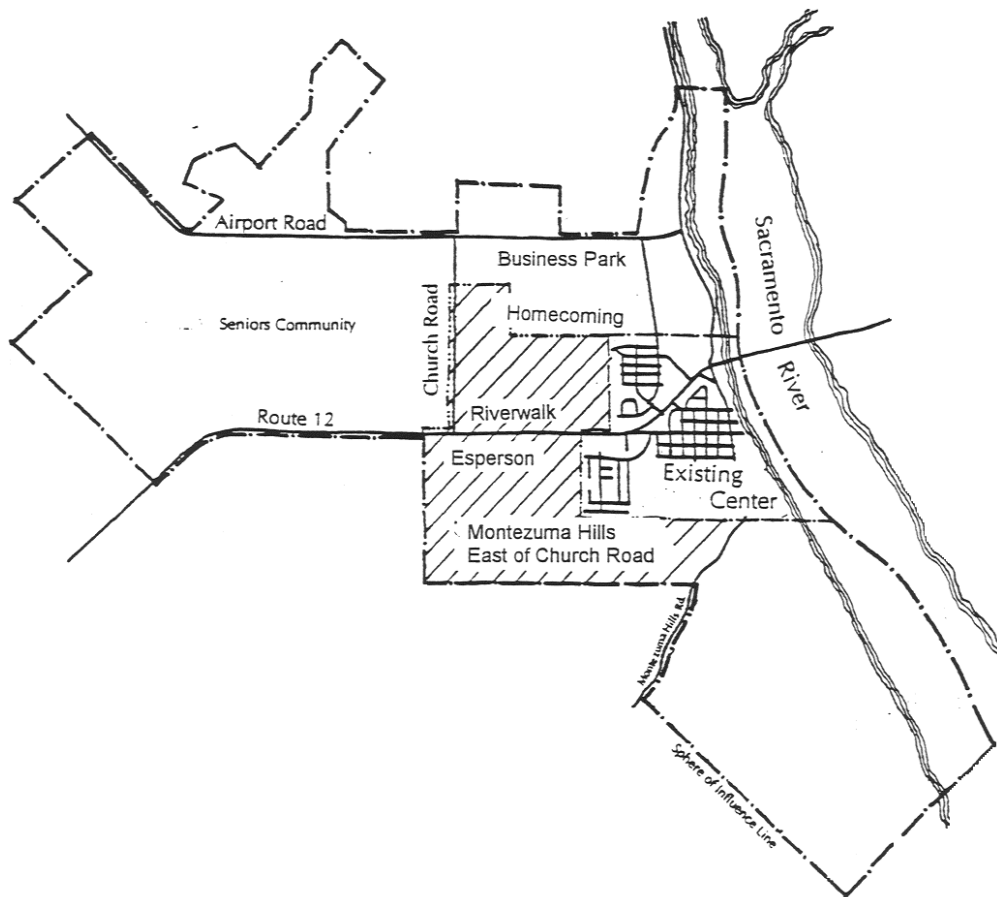 Airport Road
Business Park
Sacramento
River
Church Road
Homecoming
Seniors Community
Riverwalk
Route 12
Esperson
Existing
Center
Montezuma Hills
East of Church Road
Montezuma Hills Rd.
Sphere of Influence Line